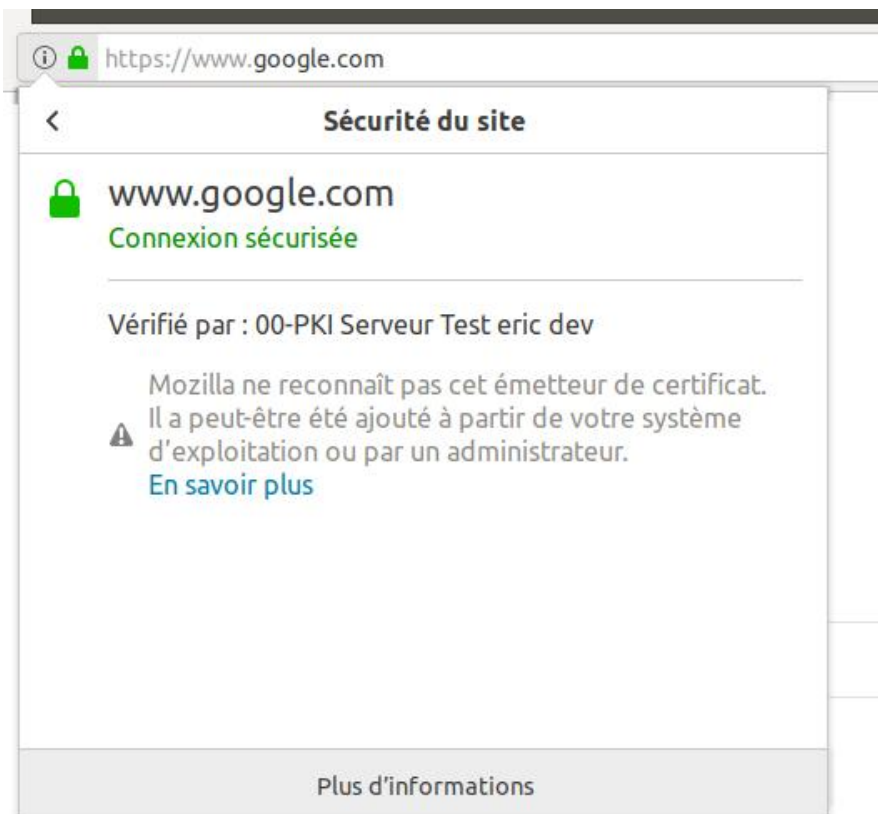 https://www.google.com
Sécurité du site
www.google.com
Connexion sécurisée
Vérifié par : 00-PKI Serveur Test eric dev
Mozilla ne reconnaît pas cet émetteur de certificat.
Il a peut-être été ajouté à partir de votre système
d’exploitation ou par un administrateur.
En savoir plus
Plus d’informations